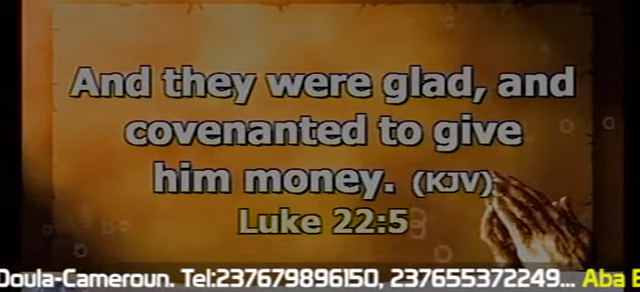 And they were glad, and
covenanted to give
him money. (KJV)
Luke 22:5
Doula-Cameroun. Tel:237679896150, 237655372249... Aba